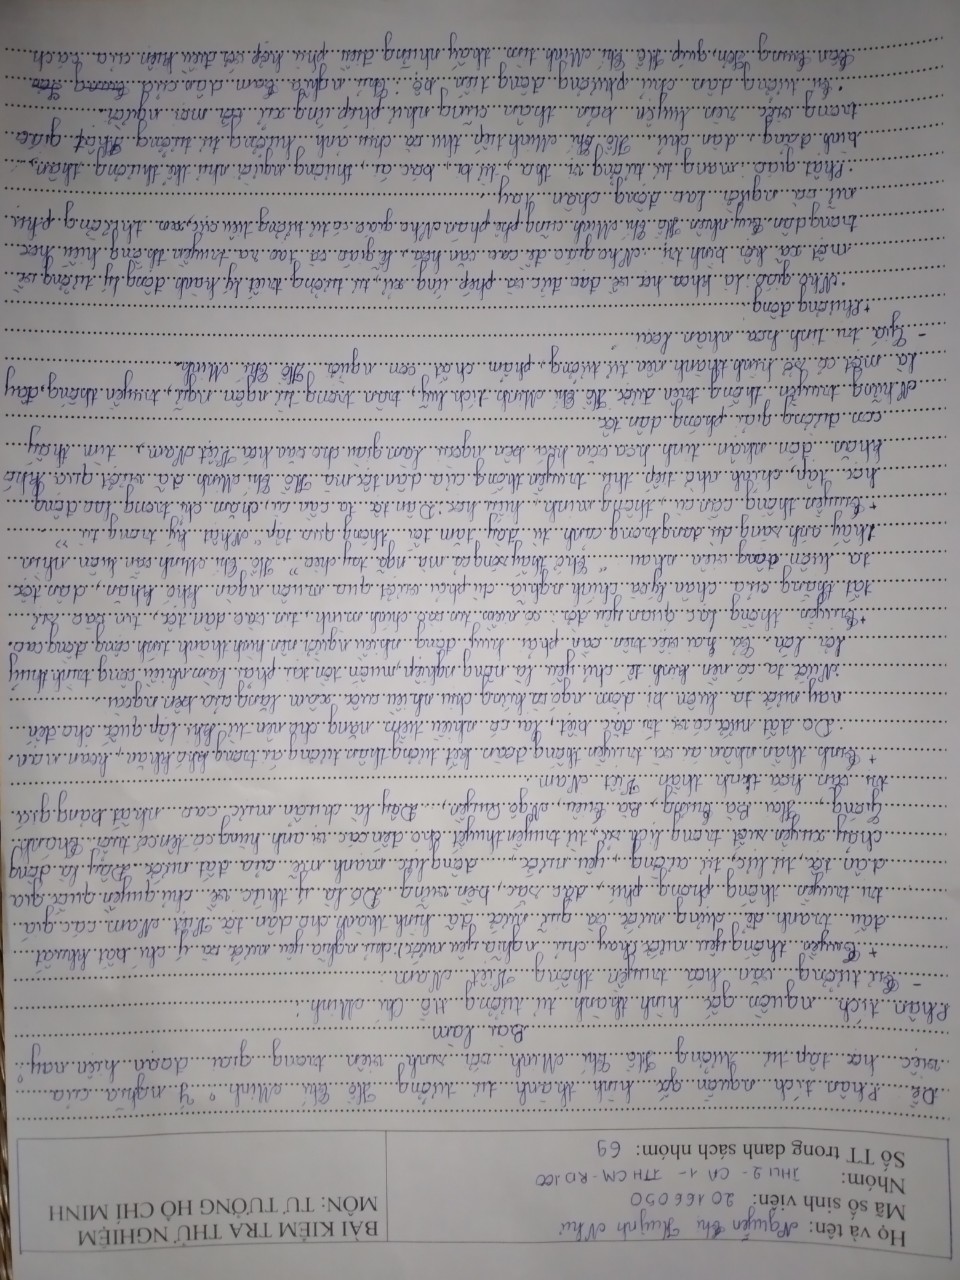 Họ và tên: Nguyễn Thị Huỳnh Như
Mã số sinh viên: 20166050
Nhóm: THLI 2 - CA 1 - TTHCM - RD.100
Số TT trong danh sách nhóm: 69
BÀI KIỂM TRA THỬ NGHIỆM
MÔN: TƯ TƯỞNG HỒ CHÍ MINH
Đề Phân tích nguồn gốc hình thành tư tưởng Hồ Chí Minh? Ý nghĩa của
việc học tập tư tưởng Hồ Chí Minh với sinh viên trong giai đoạn hiện nay?
Bài làm
Phân tích nguồn gốc hình thành tư tưởng Hồ Chí Minh:
- Tư tưởng văn hoá truyền thống Việt Nam:
+ Truyền thống yêu nước (hay chủ nghĩa yêu nước): chủ nghĩa yêu nước và ý chí bất khuất
đấu tranh để dựng nước và giữ nước đã hình thành cho dân tộc Việt Nam các giá
trị truyền thống phong phú, đặc sắc, bền vững. Đó là ý thức về chủ quyền quốc gia
dân tộc, tự lực, tự cường, yêu nước, động lực mạnh mẽ của đất nước. Đây là dòng
chảy xuyên suốt trong lịch sử, từ truyền thuyết cho đến các vị anh hùng có tên có tuổi Thánh
Gióng, Hai Bà Trưng, Bà Triệu, Ngô Quyền,... Đây là chuẩn mực cao nhất bảng giá
trị văn hoá tinh thần Việt Nam.
+ Tinh thần nhân ái và truyền thống đoàn kết tương thân tương ái trong khó khăn, hoạn nạn.
. Do đất nước có vị trí đặc biệt, lại có nhiều tiềm năng cho nên từ khi lập quốc cho đến
nay nước ta luôn bị dòm ngó và hứng chịu nhiều cuộc xâm lăng của bên ngoài.
. Nước ta có nền kinh tế chủ yếu là nông nghiệp, muốn tồn tại phải làm nhiều công trình thuỷ
lợi lớn. Cả hai việc trên cần phải huy động nhiều người nên hình thành tính cộng đồng cao.
+ Truyền thống lạc quan yêu đời: có niềm tin vào chính mình, tin vào dân tộc, tin vào sự
tất thắng của chân lý và chính nghĩa dù phải vượt qua muôn ngàn khó khăn, dân tộc
ta luôn động viên nhau "Chớ thấy sóng cả mà ngã tay chèo". Hồ Chí Minh vẫn luôn nhìn
thấy ánh sáng dù đang trong cảnh tù đày tăm tối thông qua tập "Nhật ký trong tù".
+ Truyền thống cần cù, thông minh, hiếu học: Dân tộc ta cần cù, chăm chỉ trong lao động
học tập, chính nhờ tiếp thu truyền thống của dân tộc mà Hồ Chí Minh đã vượt qua khó
khăn đón nhận tinh hoa văn hoá bên ngoài làm giàu cho văn hoá Việt Nam, tìm thấy
con đường giải phóng dân tộc.
Những truyền thống trên được Hồ Chí Minh tích luỹ, trân trọng từ ngôn ngữ, truyền thống, đây
là một cơ sở hình thành nên tư tưởng, phẩm chất con người Hồ Chí Minh.
- Giá trị tinh hoa nhân loại:
+ Phương đông
. Nho giáo: là khoa học về đạo đức và phép ứng xử, tư tưởng triết lý hành động lý tưởng về
một xã hội bình trị. Nho giáo đề cao văn hoá, lễ giáo và tạo ra truyền thống hiếu học
trong dân. Tuy nhiên Hồ Chí Minh cũng phê phán Nho giáo có tư tưởng tiêu cực, xem thường phụ
nữ và người lao động chân tay.
. Phật giáo: mang tư tưởng vị tha, từ bi, bác ái, thương người như thể thương thân,
bình đẳng, dân chủ. Hồ Chí Minh tiếp thu và chịu ảnh hưởng tư tưởng Phật giáo
trong việc rèn luyện bản thân cũng như phép ứng xử với mọi người.
. Tư tưởng dân chủ phương đông tiến bộ: Chủ nghĩa Tam dân của
Tôn Trung Sơn, giúp Hồ Chí Minh tìm thấy những điều phù hợp với điều kiện của cách